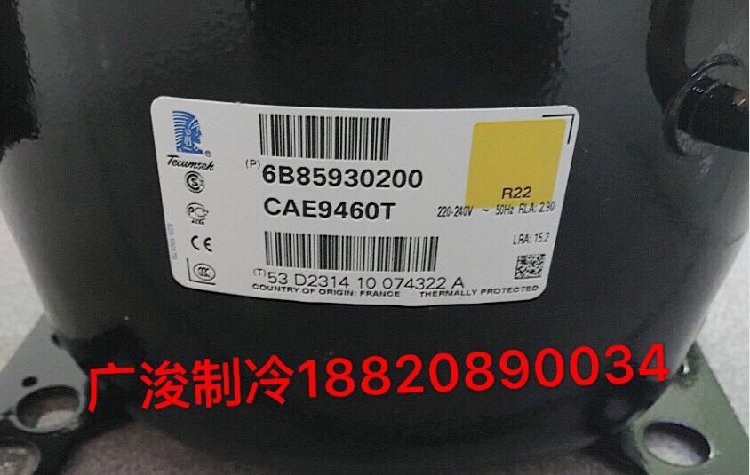 Tecumseh
(P) 6B85930200
CAE9460T
R22
220-240V ~ 50Hz RLA: 2.90
LRA: 15.2
(T) 53 D2314 10 074322 A
COUNTRY OF ORIGIN: FRANCE THERMALLY PROTECTED
CE
CCC
广浚制冷18820890034